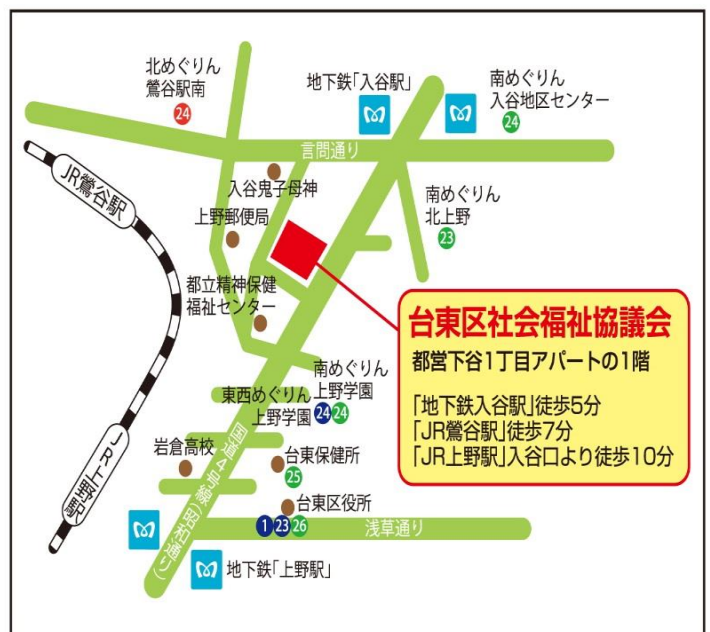 北めぐりん
鶯谷駅南
24
地下鉄「入谷駅」
南めぐりん
入谷地区センター
24
言問通り
JR鶯谷駅
入谷鬼子母神
上野郵便局
南めぐりん
北上野
23
都立精神保健
福祉センター
台東区社会福祉協議会
都営下谷1丁目アパートの1階
「地下鉄入谷駅」徒歩5分
「JR鶯谷駅」徒歩7分
「JR上野駅」入谷口より徒歩10分
南めぐりん
上野学園
24
東西めぐりん
上野学園
24
岩倉高校
国道4号線(昭和通り)
台東保健所
25
JR上野駅
台東区役所
1 23 26
浅草通り
地下鉄「上野駅」